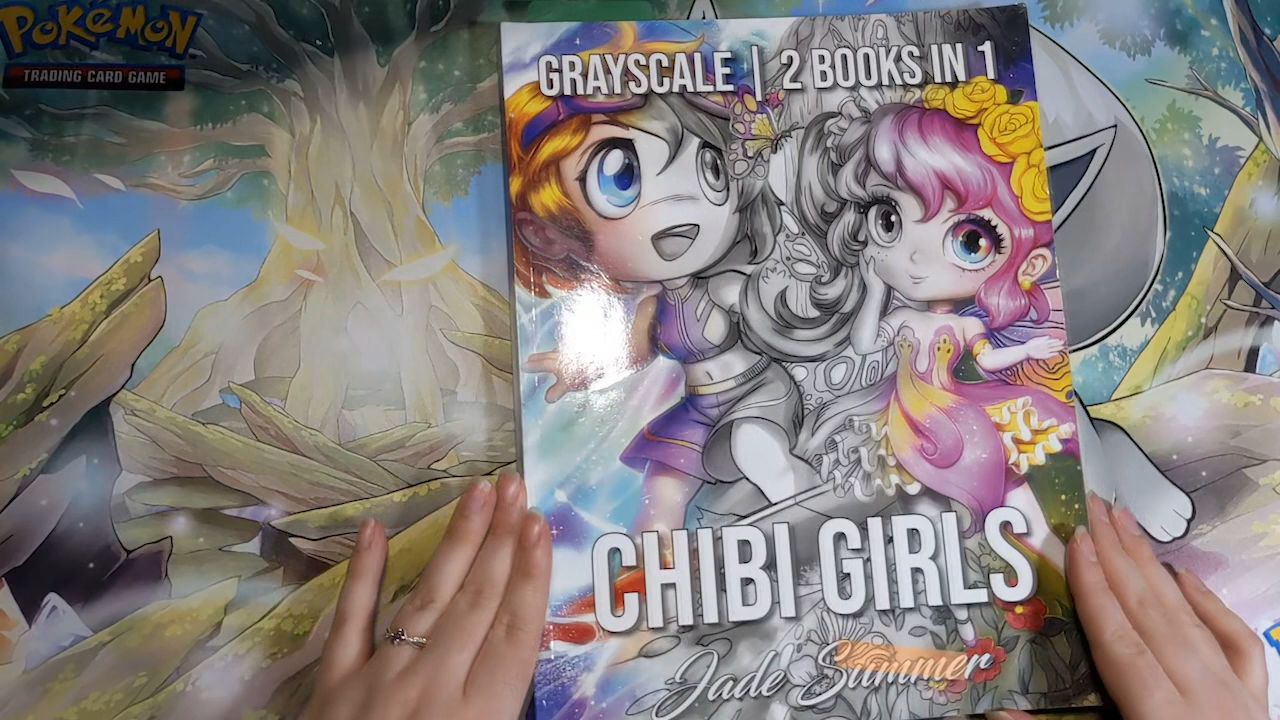 POKéMON
TRADING CARD GAME
GRAYSCALE | 2 BOOKS IN 1
CHIBI GIRLS
Jade Summer